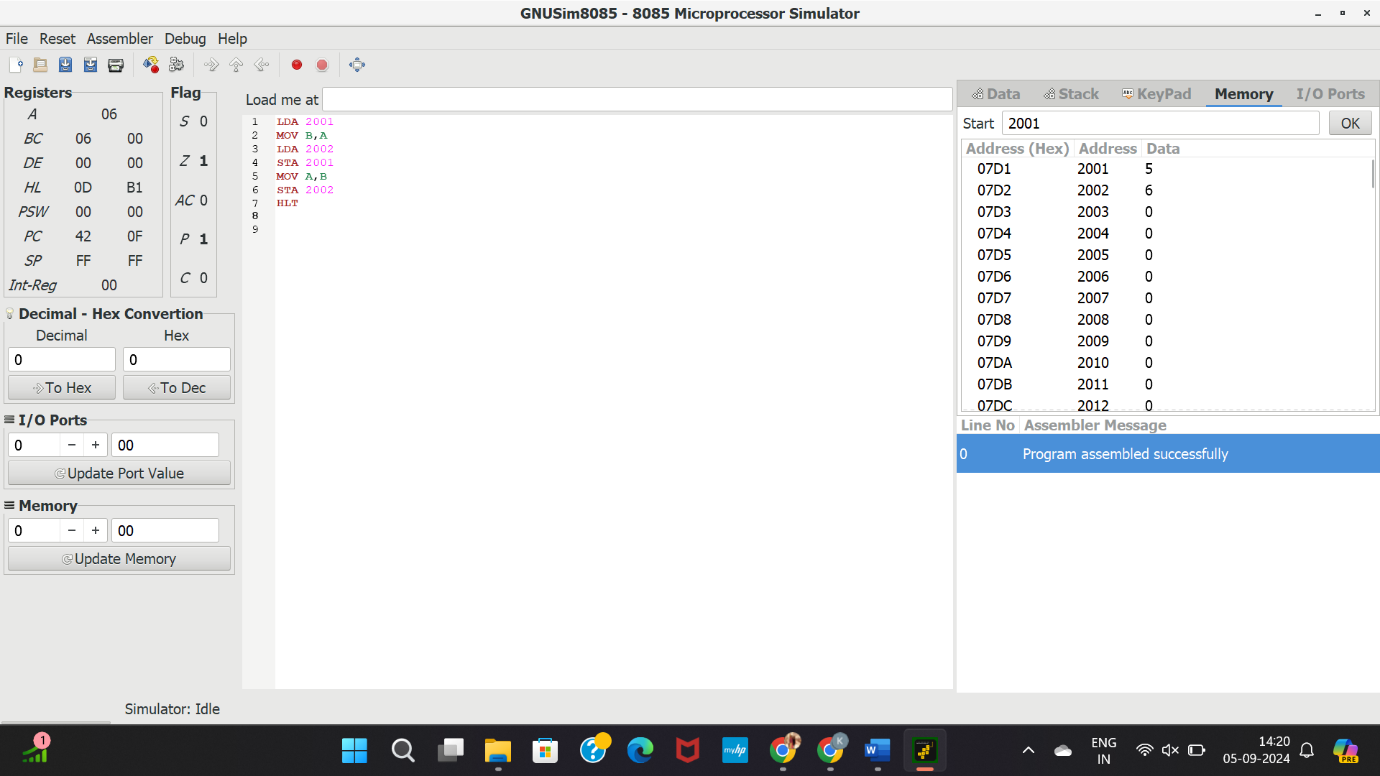 GNUSim8085 - 8085 Microprocessor Simulator
File Reset Assembler Debug Help
Registers
A 06
BC 06 00
DE 00 00
HL 0D B1
PSW 00 00
PC 42 0F
SP FF FF
Int-Reg 00
Flag
S 0
Z 1
AC 0
P 1
C 0
Decimal - Hex Convertion
Decimal Hex
0 0
To Hex To Dec
I/O Ports
0 - + 00
Update Port Value
Memory
0 - + 00
Update Memory
Load me at
1 LDA 2001
2 MOV B,A
3 LDA 2002
4 STA 2001
5 MOV A,B
6 STA 2002
7 HLT
8
9
Data Stack KeyPad Memory I/O Ports
Start 2001 OK
Address (Hex) Address Data
07D1 2001 5
07D2 2002 6
07D3 2003 0
07D4 2004 0
07D5 2005 0
07D6 2006 0
07D7 2007 0
07D8 2008 0
07D9 2009 0
07DA 2010 0
07DB 2011 0
07DC 2012 0
Line No Assembler Message
0 Program assembled successfully
Simulator: Idle
1
myhp
K
W
ENG
IN
14:20
05-09-2024
PRE